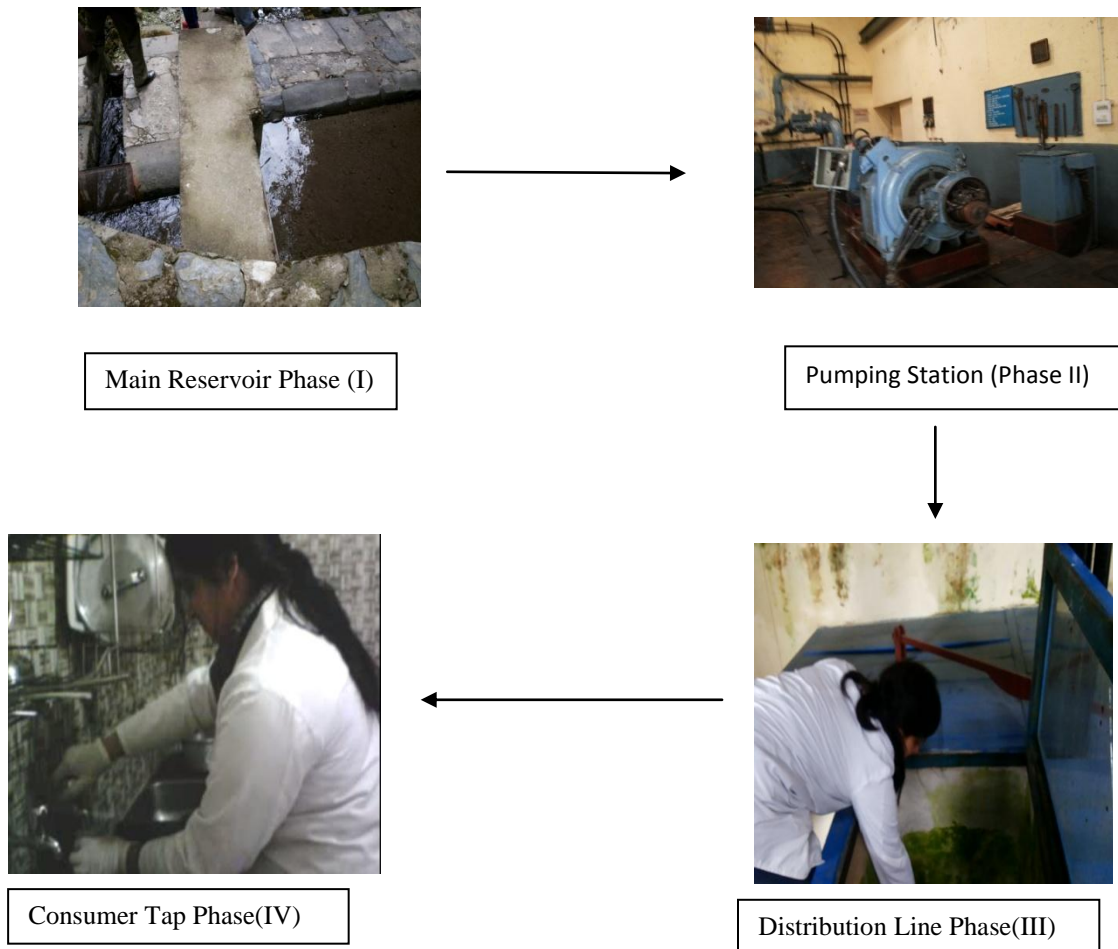 Main Reservoir Phase (I)
Pumping Station (Phase II)
Consumer Tap Phase(IV)
Distribution Line Phase(III)